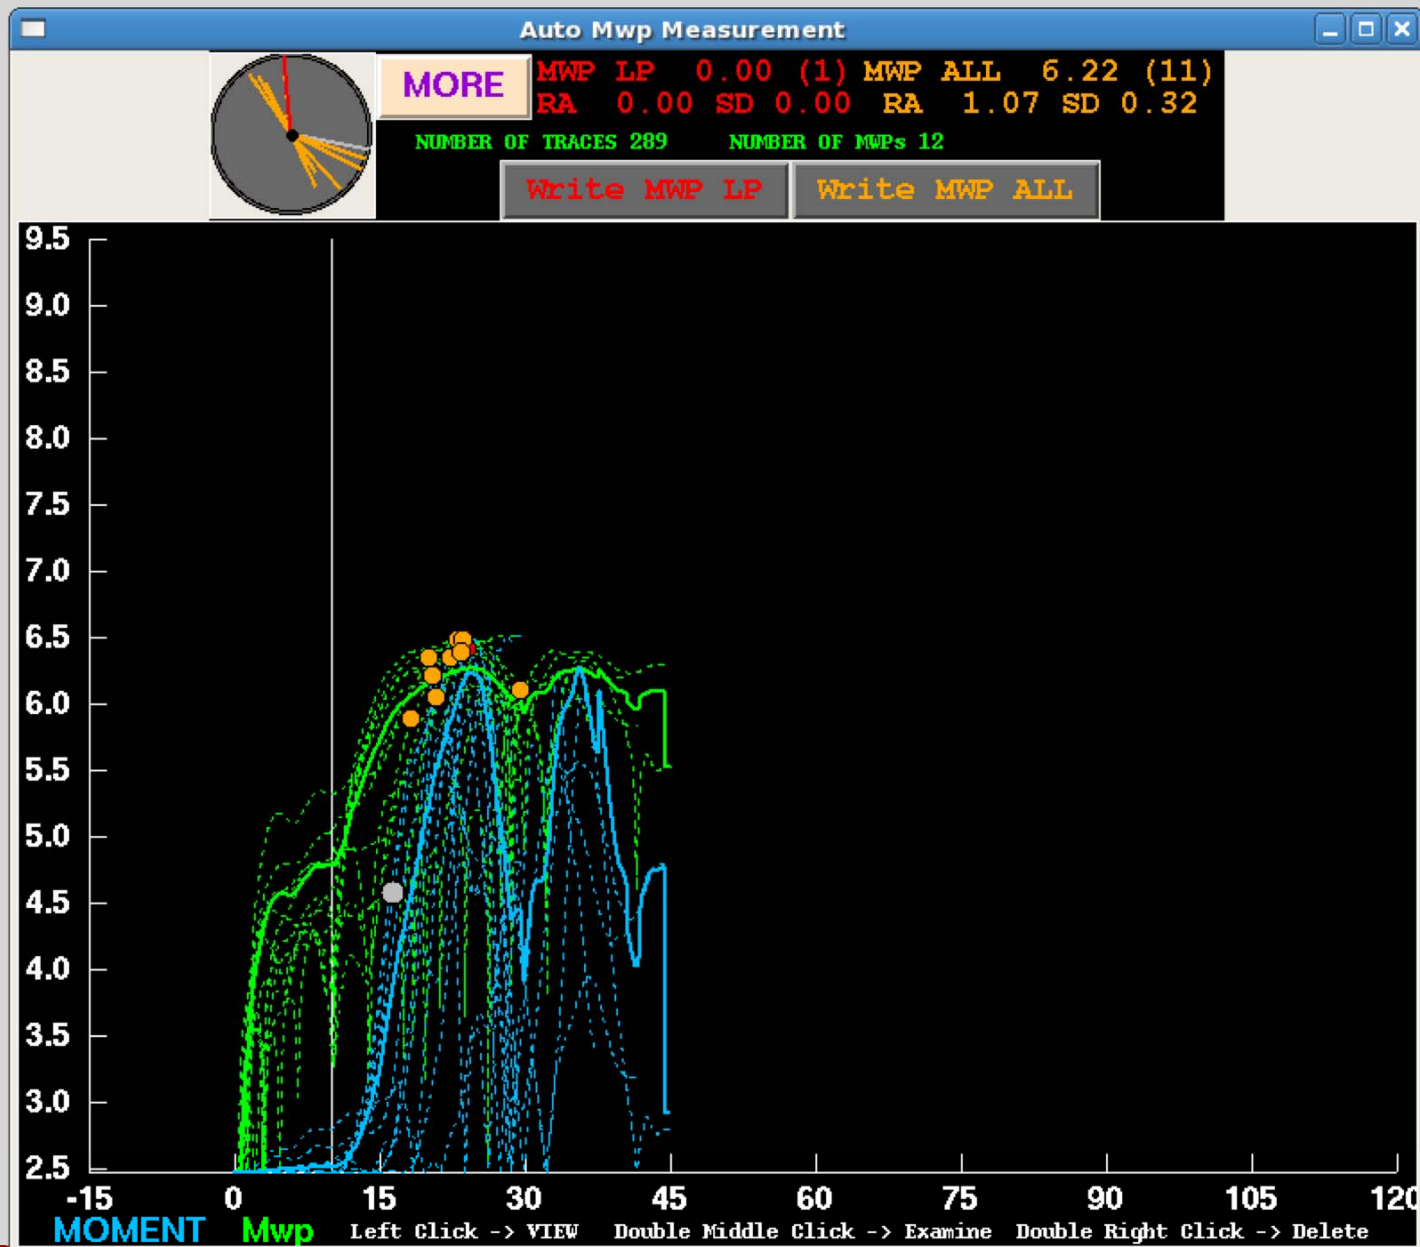 Auto Mwp Measurement
MORE
MWP LP 0.00 (1) MWP ALL 6.22 (11)
RA 0.00 SD 0.00 RA 1.07 SD 0.32
NUMBER OF TRACES 289 NUMBER OF MWPs 12
Write MWP LP Write MWP ALL
9.5
9.0
8.5
8.0
7.5
7.0
6.5
6.0
5.5
5.0
4.5
4.0
3.5
3.0
2.5
-15 0 15 30 45 60 75 90 105 120
MOMENT Mwp Left Click -> VIEW Double Middle Click -> Examine Double Right Click -> Delete